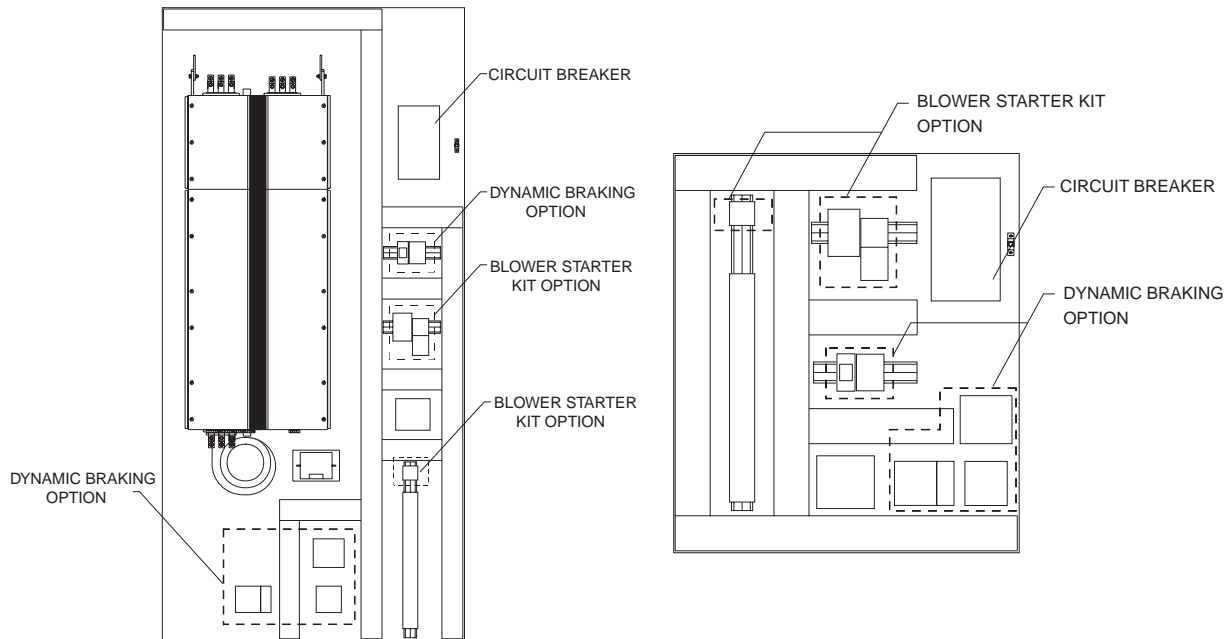 CIRCUIT BREAKER
DYNAMIC BRAKING
OPTION
BLOWER STARTER
KIT OPTION
BLOWER STARTER
KIT OPTION
DYNAMIC BRAKING
OPTION
BLOWER STARTER KIT
OPTION
CIRCUIT BREAKER
DYNAMIC BRAKING
OPTION